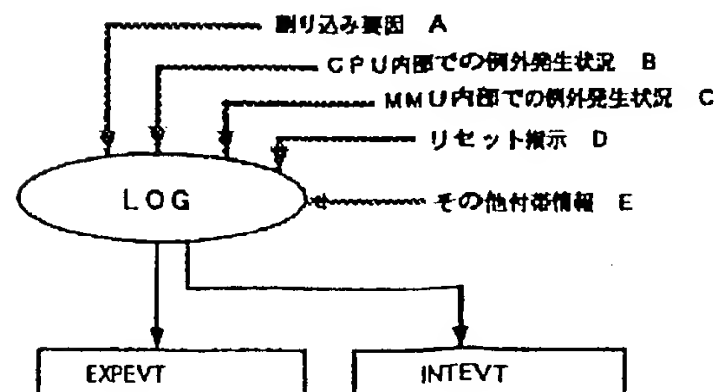 割り込み要因 A
CPU内部での例外発生状況 B
MMU内部での例外発生状況 C
リセット指示 D
LOG
その他付帯情報 E
EXPEVT
INTEVT